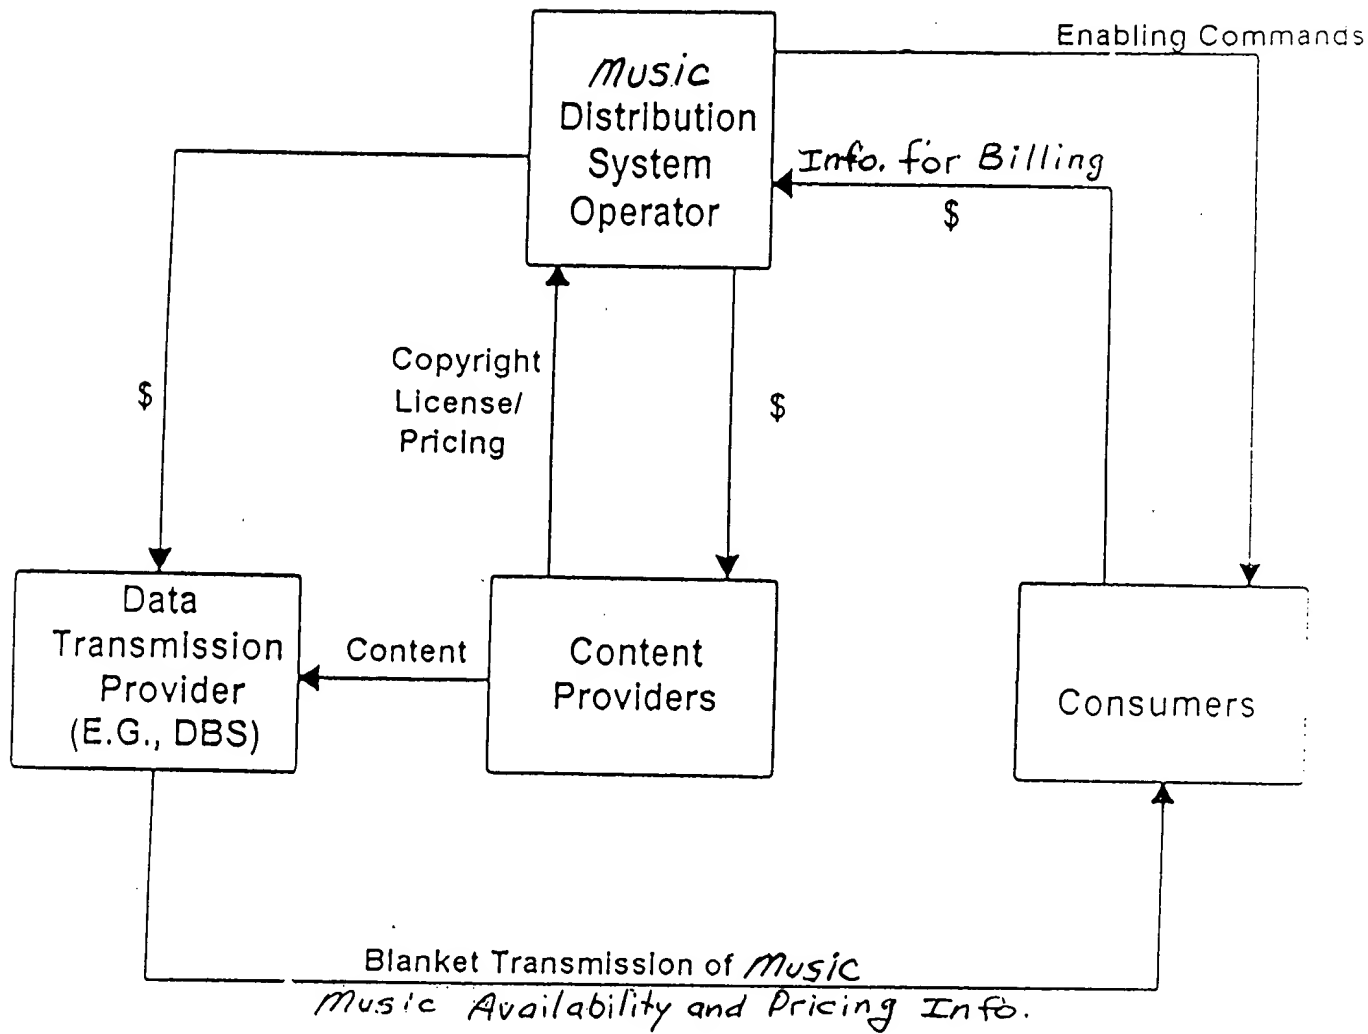 Enabling Commands
Music
Distribution
System
Operator
Info. for Billing
$
Copyright
License/
Pricing
$
$
Data
Transmission
Provider
(E.G., DBS)
Content
Content
Providers
Consumers
Blanket Transmission of Music
Music Availability and Pricing Info.